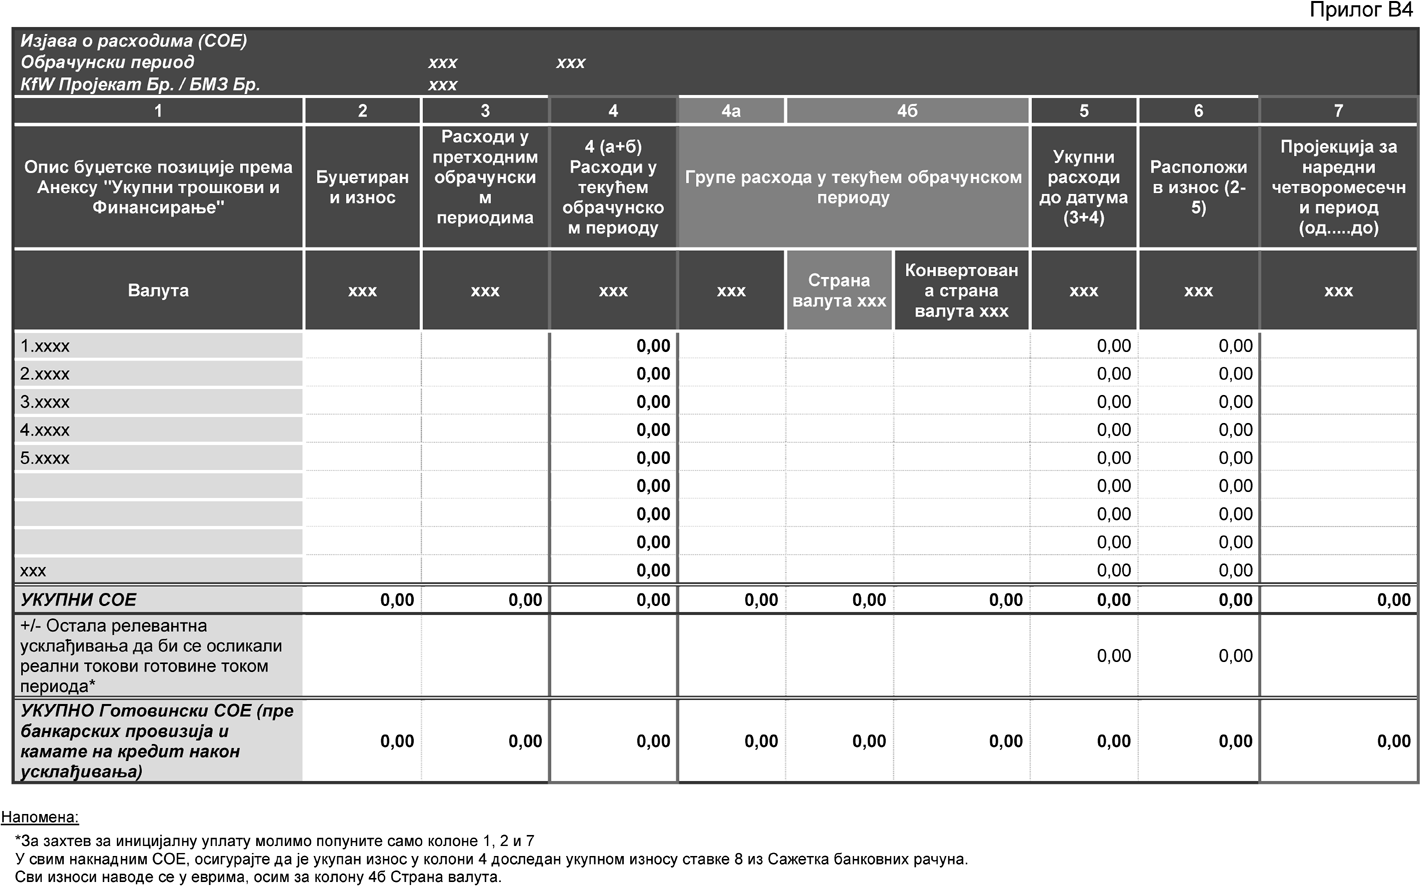 Прилог В4
Изјава о расходима (СОЕ)
Обрачунски период xxx xxx
KfW Пројекат Бр. / БМЗ Бр. xxx
1 2 3 4 4а 4б 5 6 7
Опис буџетске позиције према
Анексу "Укупни трошкови и
Финансирање"
Буџетиран
и износ
Расходи у
претходним
обрачунски
м
периодима
4 (а+б)
Расходи у
текућем
обрачунско
м периоду
Групе расхода у текућем обрачунском
периоду
Укупни
расходи
до датума
(3+4)
Расположи
в износ (2-
5)
Пројекција за
наредни
четворомесечн
и период
(од.....до)
Валута
xxx
xxx
xxx
xxx
Страна
валута xxx
Конвертован
а страна
валута xxx
xxx
xxx
xxx
1.xxxx 0,00 0,00 0,00
2.xxxx 0,00 0,00 0,00
3.xxxx 0,00 0,00 0,00
4.xxxx 0,00 0,00 0,00
5.xxxx 0,00 0,00 0,00
0,00 0,00 0,00
0,00 0,00 0,00
0,00 0,00 0,00
xxx 0,00 0,00 0,00
УКУПНИ СОЕ 0,00 0,00 0,00 0,00 0,00 0,00 0,00 0,00 0,00
+/- Остала релевантна
усклађивања да би се осликали
реални токови готовине током
периода*
0,00 0,00
УКУПНО Готовински СОЕ (пре
банкарских провизија и
камате на кредит након
усклађивања)
0,00 0,00 0,00 0,00 0,00 0,00 0,00 0,00 0,00
Напомена:
*За захтев за иницијалну уплату молимо попуните само колоне 1, 2 и 7
У свим накнадним СОЕ, осигурајте да је укупан износ у колони 4 доследан укупном износу ставке 8 из Сажетка банковних рачуна.
Сви износи наводе се у еврима, осим за колону 4б Страна валута.